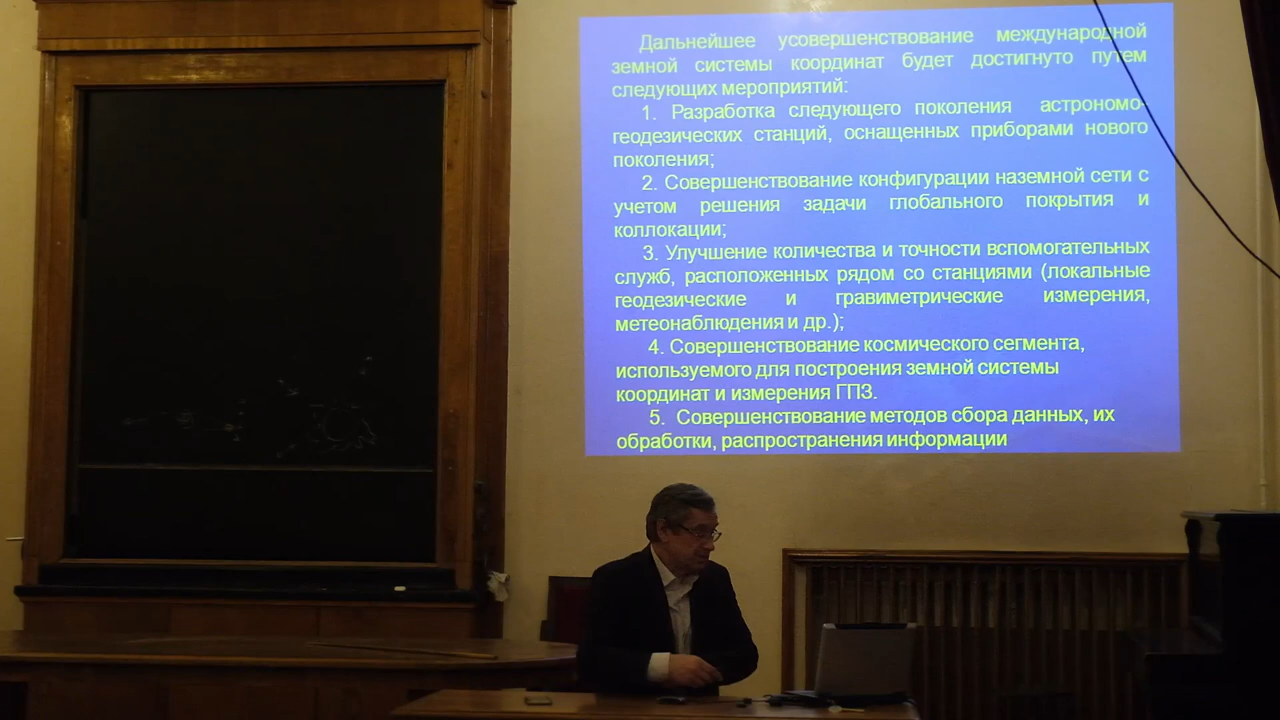 Дальнейшее усовершенствование международной
земной системы координат будет достигнуто путем
следующих мероприятий:
1. Разработка следующего поколения астрономо-
геодезических станций, оснащенных приборами нового
поколения;
2. Совершенствование конфигурации наземной сети с
учетом решения задачи глобального покрытия и
коллокации;
3. Улучшение количества и точности вспомогательных
служб, расположенных рядом со станциями (локальные
геодезические и гравиметрические измерения,
метеонаблюдения и др.);
4. Совершенствование космического сегмента,
используемого для построения земной системы
координат и измерения ГПЗ.
5. Совершенствование методов сбора данных, их
обработки, распространения информации